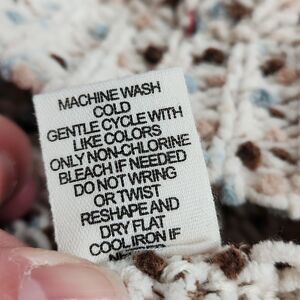 MACHINE WASH
COLD
GENTLE CYCLE WITH
LIKE COLORS
ONLY NON-CHLORINE
BLEACH IF NEEDED
DO NOT WRING
OR TWIST
RESHAPE AND
DRY FLAT
COOL IRON IF